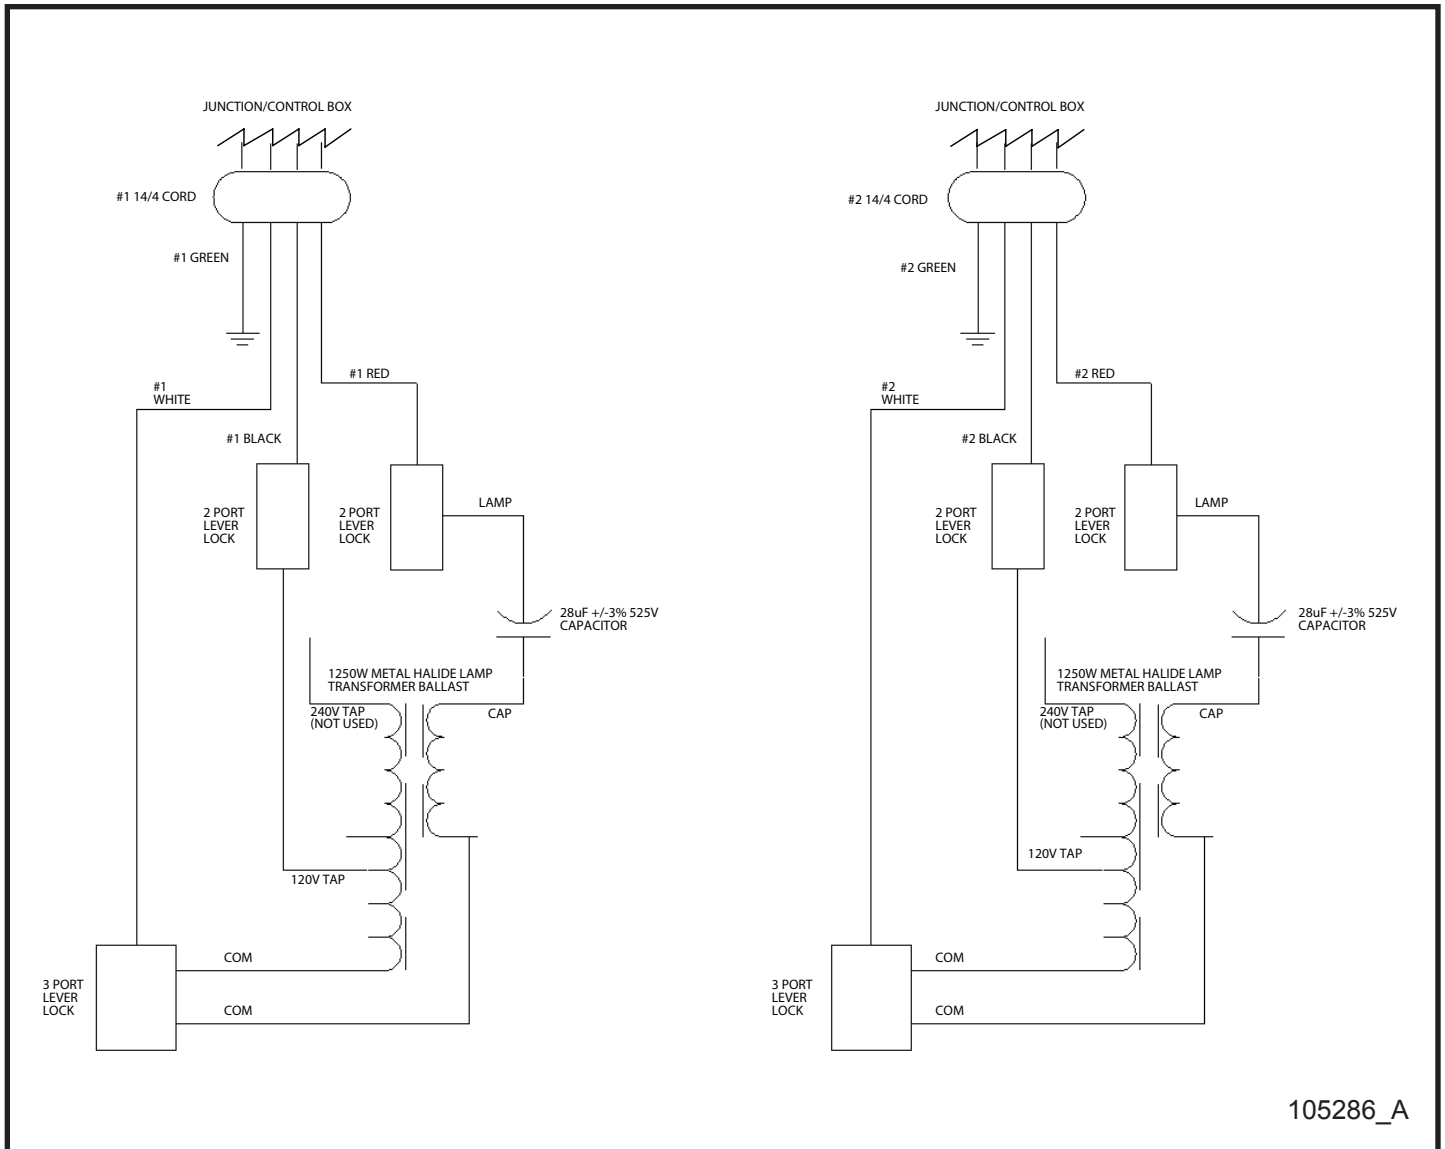 JUNCTION/CONTROL BOX
#1 14/4 CORD
#1 GREEN
#1 RED
#1
WHITE
#1 BLACK
2 PORT
LEVER
LOCK
2 PORT
LEVER
LOCK
LAMP
28uF +/-3% 525V
CAPACITOR
1250W METAL HALIDE LAMP
TRANSFORMER BALLAST
240V TAP
(NOT USED)
CAP
120V TAP
COM
3 PORT
LEVER
LOCK
COM
JUNCTION/CONTROL BOX
#2 14/4 CORD
#2 GREEN
#2 RED
#2
WHITE
#2 BLACK
2 PORT
LEVER
LOCK
2 PORT
LEVER
LOCK
LAMP
28uF +/-3% 525V
CAPACITOR
1250W METAL HALIDE LAMP
TRANSFORMER BALLAST
240V TAP
(NOT USED)
CAP
120V TAP
COM
3 PORT
LEVER
LOCK
COM
105286_A